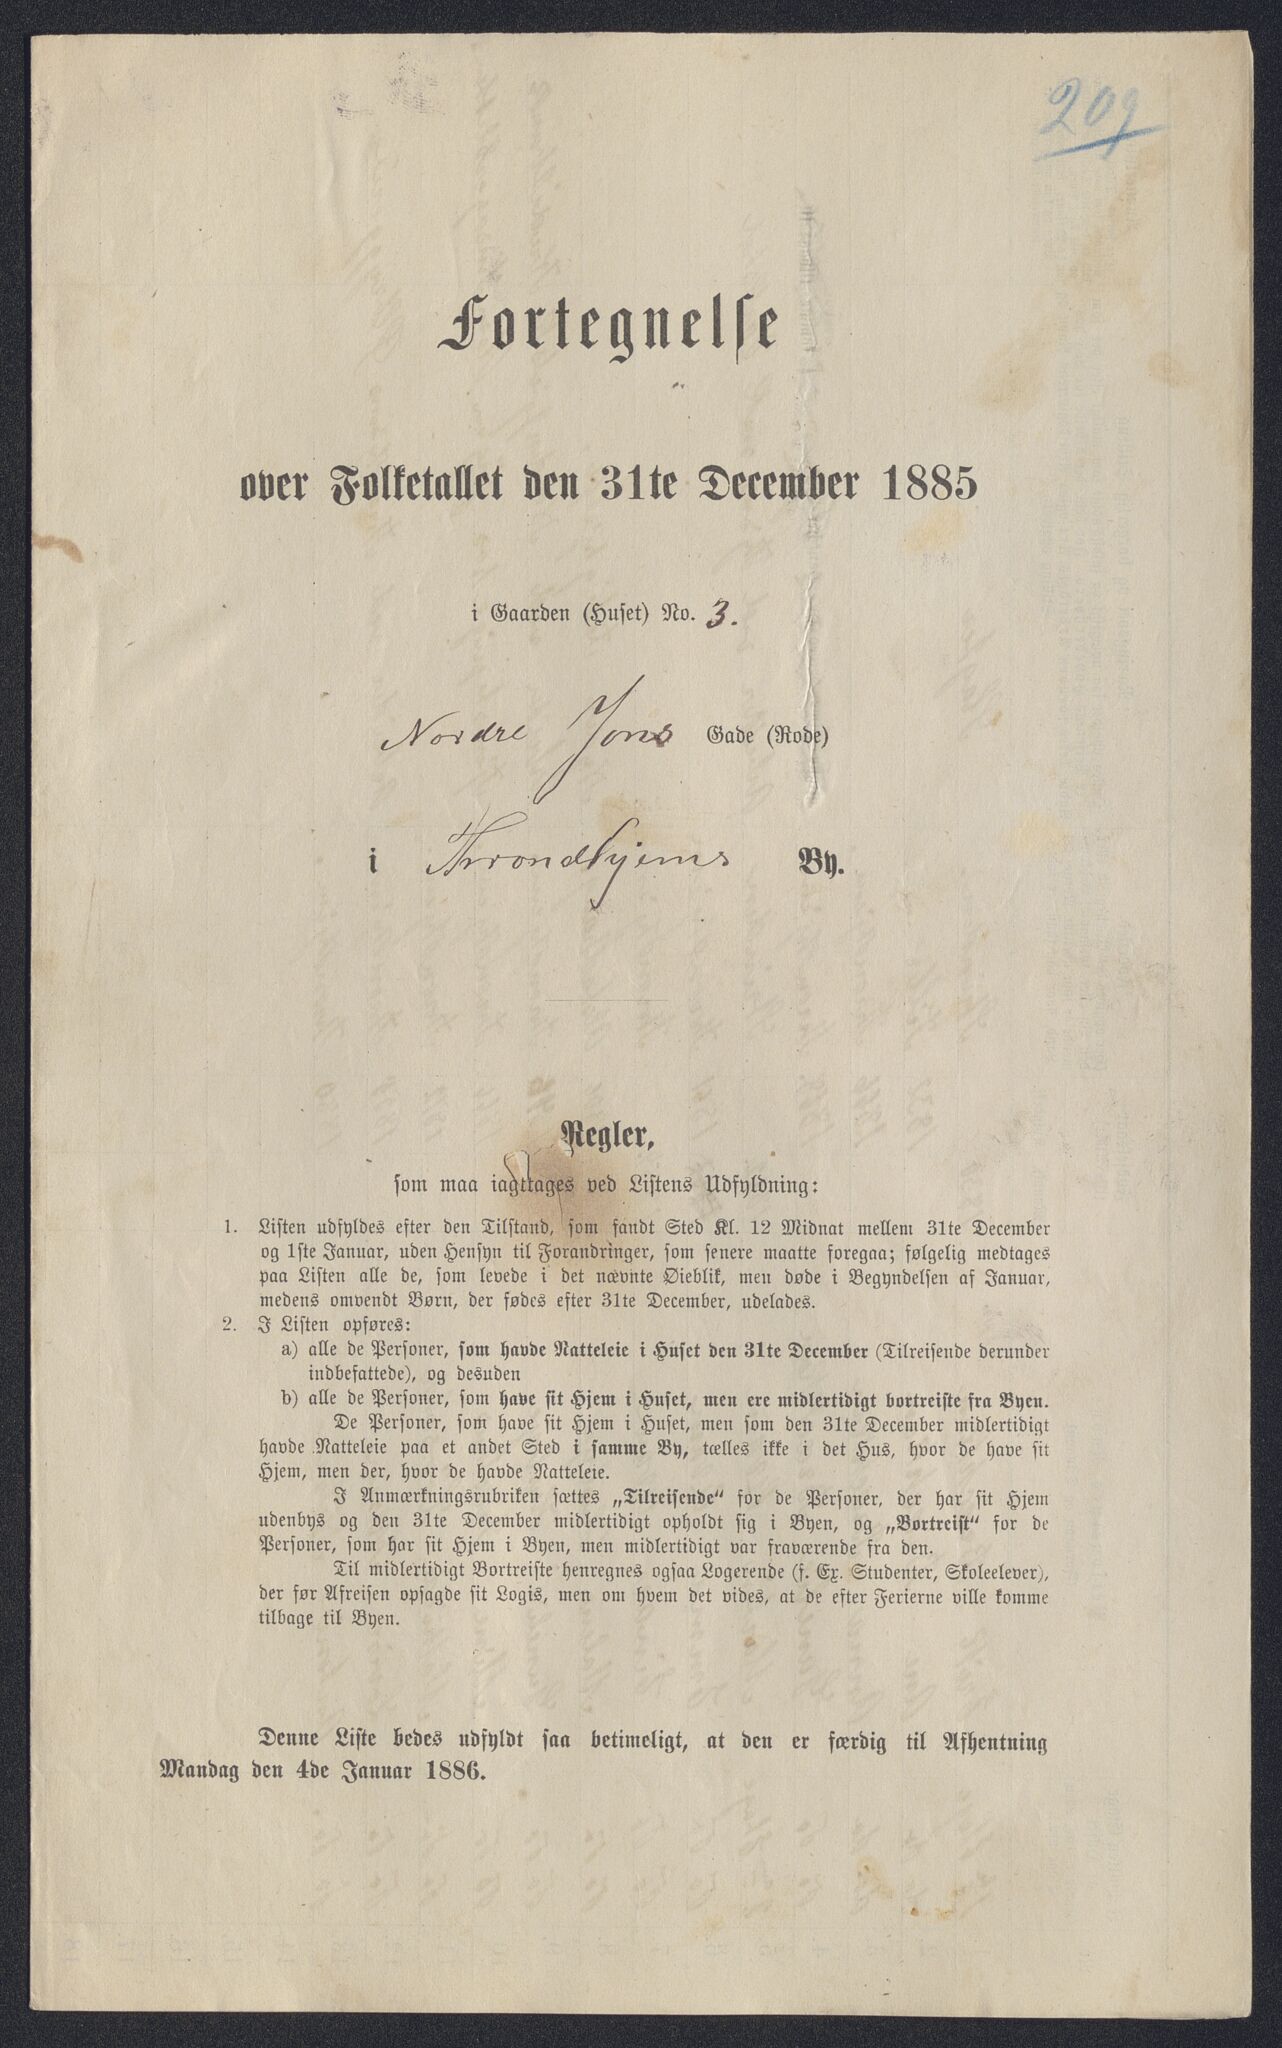 209
Fortegnelse
over Folketallet den 31te December 1885
i Gaarden (Huset) No. 3.
Nordre Jons Gade (Rode)
i Throndhjems By.
Regler,
som maa iagttages ved Listens Udfyldning:
1. Listen udfyldes efter den Tilstand, som fandt Sted Kl. 12 Midnat mellem 31te December
og 1ste Januar, uden Hensyn til Forandringer, som senere maatte foregaa; følgelig medtages
paa Listen alle de, som levede i det nævnte Øieblik, men døde i Begyndelsen af Januar,
medens omvendt Børn, der fødes efter 31te December, udelades.
2. I Listen opføres:
a) alle de Personer, som havde Natteleie i Huset den 31te December (Tilreisende derunder
indbefattede), og desuden
b) alle de Personer, som have sit Hjem i Huset, men ere midlertidigt bortreiste fra Byen.
De Personer, som have sit Hjem i Huset, men som den 31te December midlertidigt
havde Natteleie paa et andet Sted i samme By, tælles ikke i det Hus, hvor de have sit
Hjem, men der, hvor de havde Natteleie.
I Anmærkningsrubriken sættes „Tilreisende“ for de Personer, der har sit Hjem
udenbys og den 31te December midlertidigt opholdt sig i Byen, og „Bortreist“ for de
Personer, som har sit Hjem i Byen, men midlertidigt var fraværende fra den.
Til midlertidigt Bortreiste henregnes ogsaa Logerende (f. Ex. Studenter, Skoleelever),
der før Afreisen opsagde sit Logis, men om hvem det vides, at de efter Ferierne ville komme
tilbage til Byen.
Denne Liste bedes udfyldt saa betimeligt, at den er færdig til Afhentning
Mandag den 4de Januar 1886.